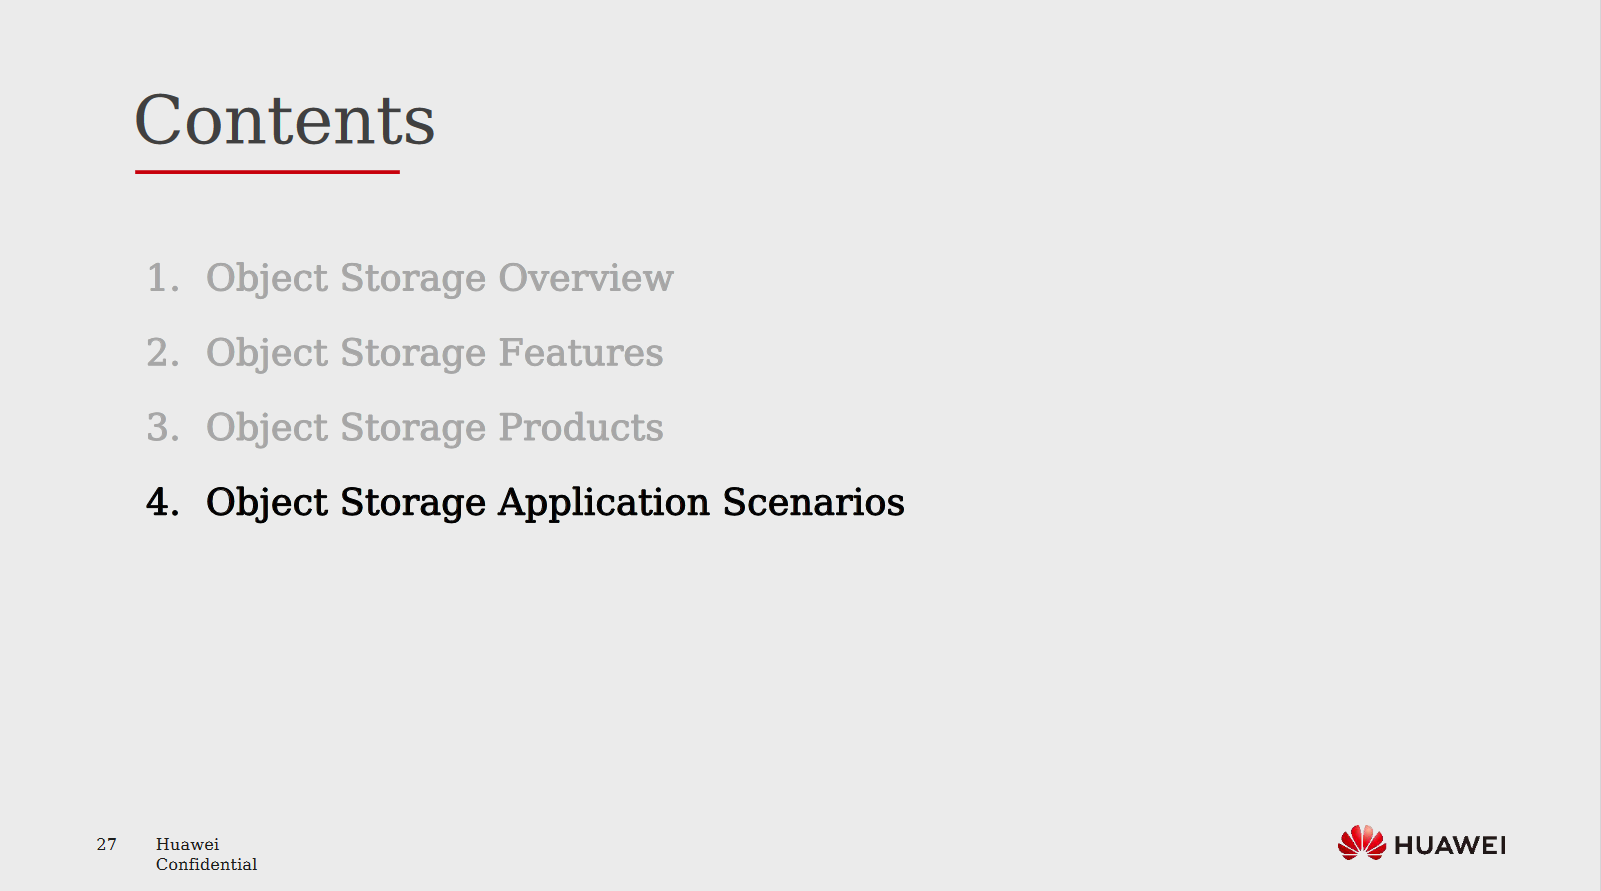 Contents
1. Object Storage Overview
2. Object Storage Features
3. Object Storage Products
4. Object Storage Application Scenarios
27 Huawei
Confidential
HUAWEI